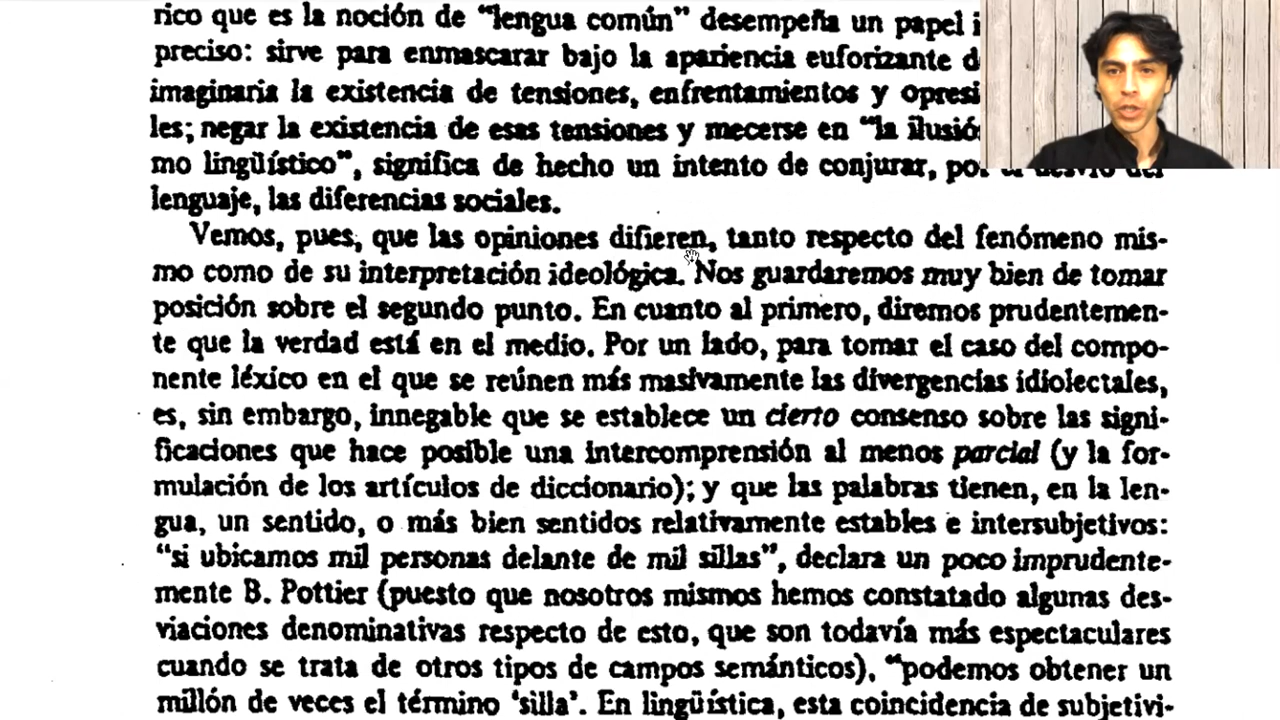 rico que es la noción de “lengua común” desempeña un papel i
preciso: sirve para enmascarar bajo la apariencia euforizante d
imaginaria la existencia de tensiones, enfrentamientos y opresi
les; negar la existencia de esas tensiones y mecerse en “la ilusió
mo lingüístico”, significa de hecho un intento de conjurar, por el desvío del
lenguaje, las diferencias sociales.
Vemos, pues, que las opiniones difieren, tanto respecto del fenómeno mis-
mo como de su interpretación ideológica. Nos guardaremos muy bien de tomar
posición sobre el segundo punto. En cuanto al primero, diremos prudentemen-
te que la verdad está en el medio. Por un lado, para tomar el caso del compo-
nente léxico en el que se reúnen más masivamente las divergencias idiolectales,
es, sin embargo, innegable que se establece un cierto consenso sobre las signi-
ficaciones que hace posible una intercomprensión al menos parcial (y la for-
mulación de los artículos de diccionario); y que las palabras tienen, en la len-
gua, un sentido, o más bien sentidos relativamente estables e intersubjetivos:
“si ubicamos mil personas delante de mil sillas”, declara un poco imprudente-
mente B. Pottier (puesto que nosotros mismos hemos constatado algunas des-
viaciones denominativas respecto de esto, que son todavía más espectaculares
cuando se trata de otros tipos de campos semánticos), “podemos obtener un
millón de veces el término ‘silla’. En lingüística, esta coincidencia de subjetivi-